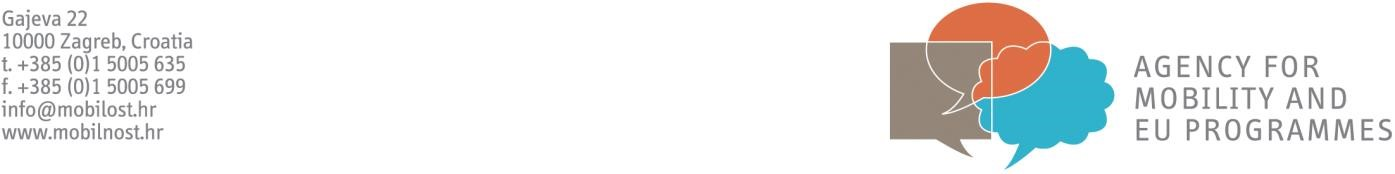 Gajeva 22
10000 Zagreb, Croatia
t. +385 (0)1 5005 635
f. +385 (0)1 5005 699
info@mobilost.hr
www.mobilnost.hr
AGENCY FOR
MOBILITY AND
EU PROGRAMMES